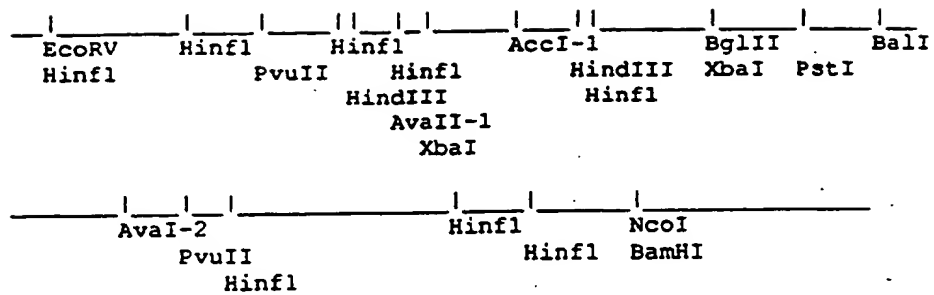 EcoRV Hinf1 Hinf1 AccI-1 BglII BalI
Hinf1 PvuII Hinf1 HindIII XbaI PstI
HindIII Hinf1
AvaII-1
XbaI
AvaI-2 Hinf1 NcoI
PvuII Hinf1 BamHI
Hinf1